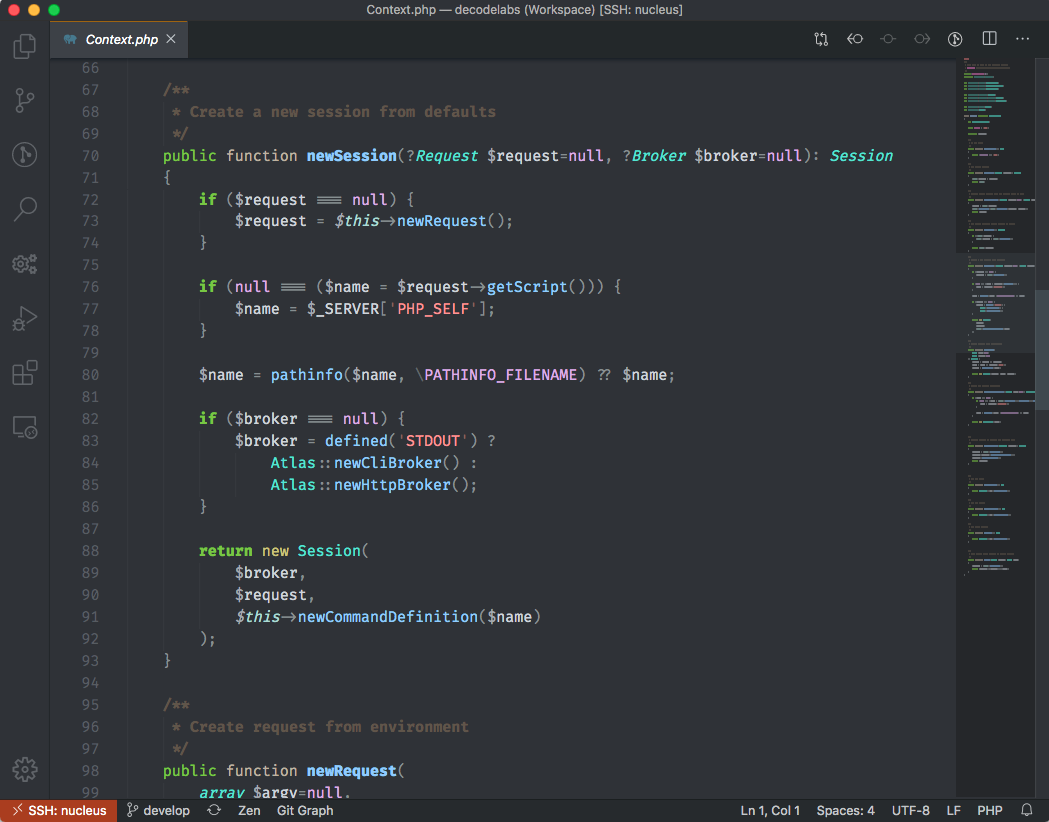 Context.php — decodelabs (Workspace) [SSH: nucleus]
Context.php
66
67 /**
68 * Create a new session from defaults
69 */
70 public function newSession(?Request $request=null, ?Broker $broker=null): Session
71 {
72 if ($request === null) {
73 $request = $this->newRequest();
74 }
75
76 if (null === ($name = $request->getScript())) {
77 $name = $_SERVER['PHP_SELF'];
78 }
79
80 $name = pathinfo($name, \PATHINFO_FILENAME) ?? $name;
81
82 if ($broker === null) {
83 $broker = defined('STDOUT') ?
84 Atlas::newCliBroker() :
85 Atlas::newHttpBroker();
86 }
87
88 return new Session(
89 $broker,
90 $request,
91 $this->newCommandDefinition($name)
92 );
93 }
94
95 /**
96 * Create request from environment
97 */
98 public function newRequest(
99 array $argv=null,
SSH: nucleus develop Zen Git Graph Ln 1, Col 1 Spaces: 4 UTF-8 LF PHP